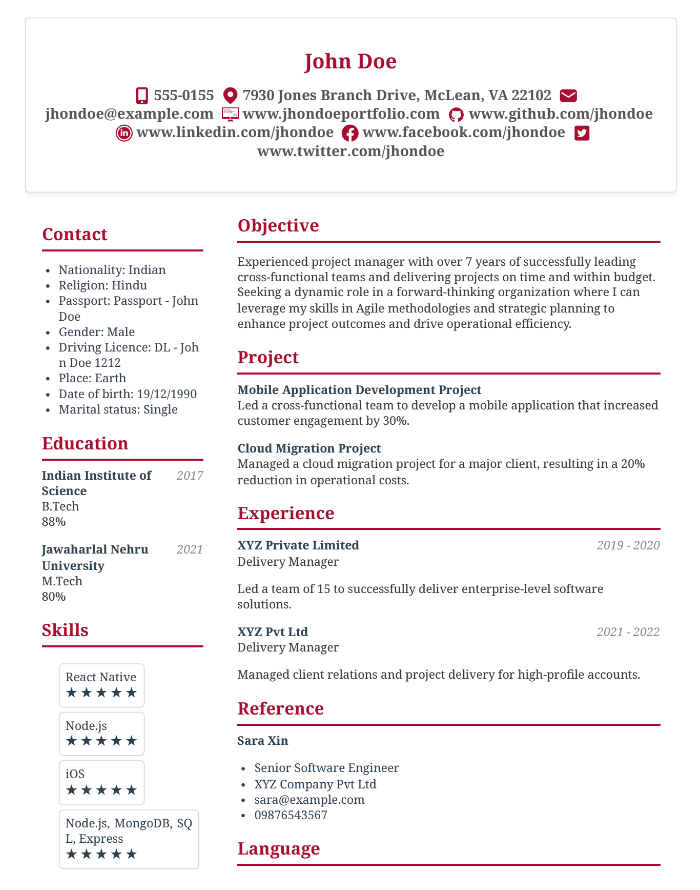 John Doe
555-0155 7930 Jones Branch Drive, McLean, VA 22102
jhondoe@example.com www.jhondoeportfolio.com www.github.com/jhondoe
www.linkedin.com/jhondoe www.facebook.com/jhondoe
www.twitter.com/jhondoe
Contact
• Nationality: Indian
• Religion: Hindu
• Passport: Passport - John
Doe
• Gender: Male
• Driving Licence: DL - Joh
n Doe 1212
• Place: Earth
• Date of birth: 19/12/1990
• Marital status: Single
Education
Indian Institute of 2017
Science
B.Tech
88%
Jawaharlal Nehru 2021
University
M.Tech
80%
Skills
React Native
★★★★★
Node.js
★★★★★
iOS
★★★★★
Node.js, MongoDB, SQ
L, Express
★★★★★
Objective
Experienced project manager with over 7 years of successfully leading
cross-functional teams and delivering projects on time and within budget.
Seeking a dynamic role in a forward-thinking organization where I can
leverage my skills in Agile methodologies and strategic planning to
enhance project outcomes and drive operational efficiency.
Project
Mobile Application Development Project
Led a cross-functional team to develop a mobile application that increased
customer engagement by 30%.
Cloud Migration Project
Managed a cloud migration project for a major client, resulting in a 20%
reduction in operational costs.
Experience
XYZ Private Limited 2019 - 2020
Delivery Manager
Led a team of 15 to successfully deliver enterprise-level software
solutions.
XYZ Pvt Ltd 2021 - 2022
Delivery Manager
Managed client relations and project delivery for high-profile accounts.
Reference
Sara Xin
• Senior Software Engineer
• XYZ Company Pvt Ltd
• sara@example.com
• 09876543567
Language